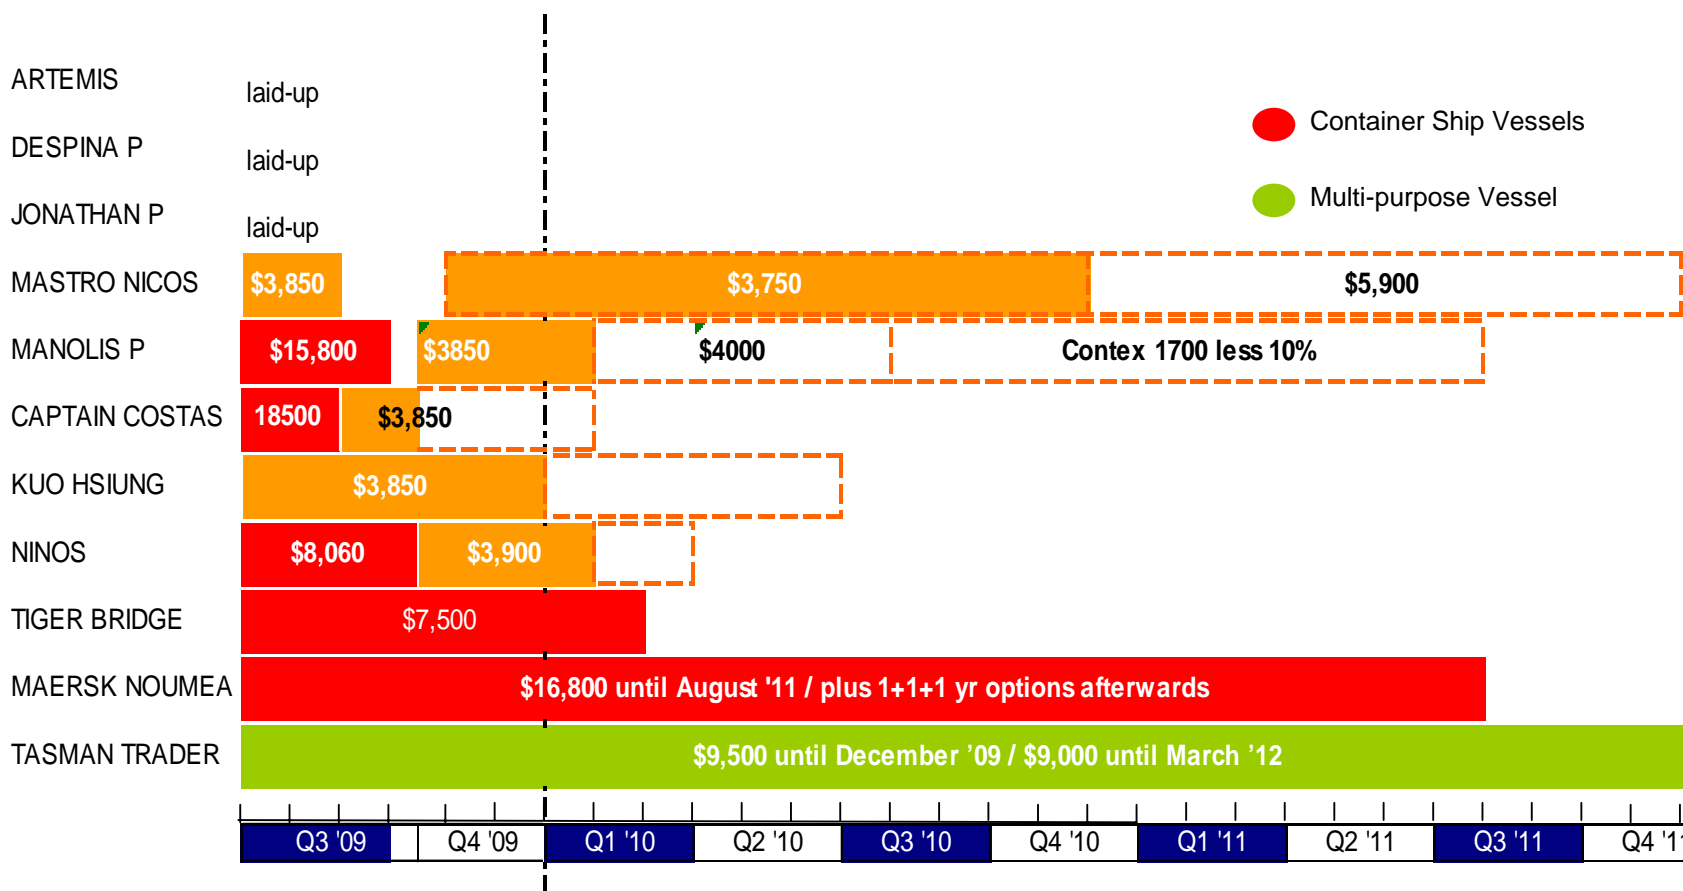 ARTEMIS
laid-up
DESPINA P
laid-up
JONATHAN P
laid-up
Container Ship Vessels
Multi-purpose Vessel
MASTRO NICOS $3,850 $3,750 $5,900
MANOLIS P $15,800 $3850 $4000 Contex 1700 less 10%
CAPTAIN COSTAS 18500 $3,850
KUO HSIUNG $3,850
NINOS $8,060 $3,900
TIGER BRIDGE $7,500
MAERSK NOUMEA $16,800 until August '11 / plus 1+1+1 yr options afterwards
TASMAN TRADER $9,500 until December ’09 / $9,000 until March ’12
Q3 '09 Q4 '09 Q1 '10 Q2 '10 Q3 '10 Q4 '10 Q1 '11 Q2 '11 Q3 '11 Q4 '11